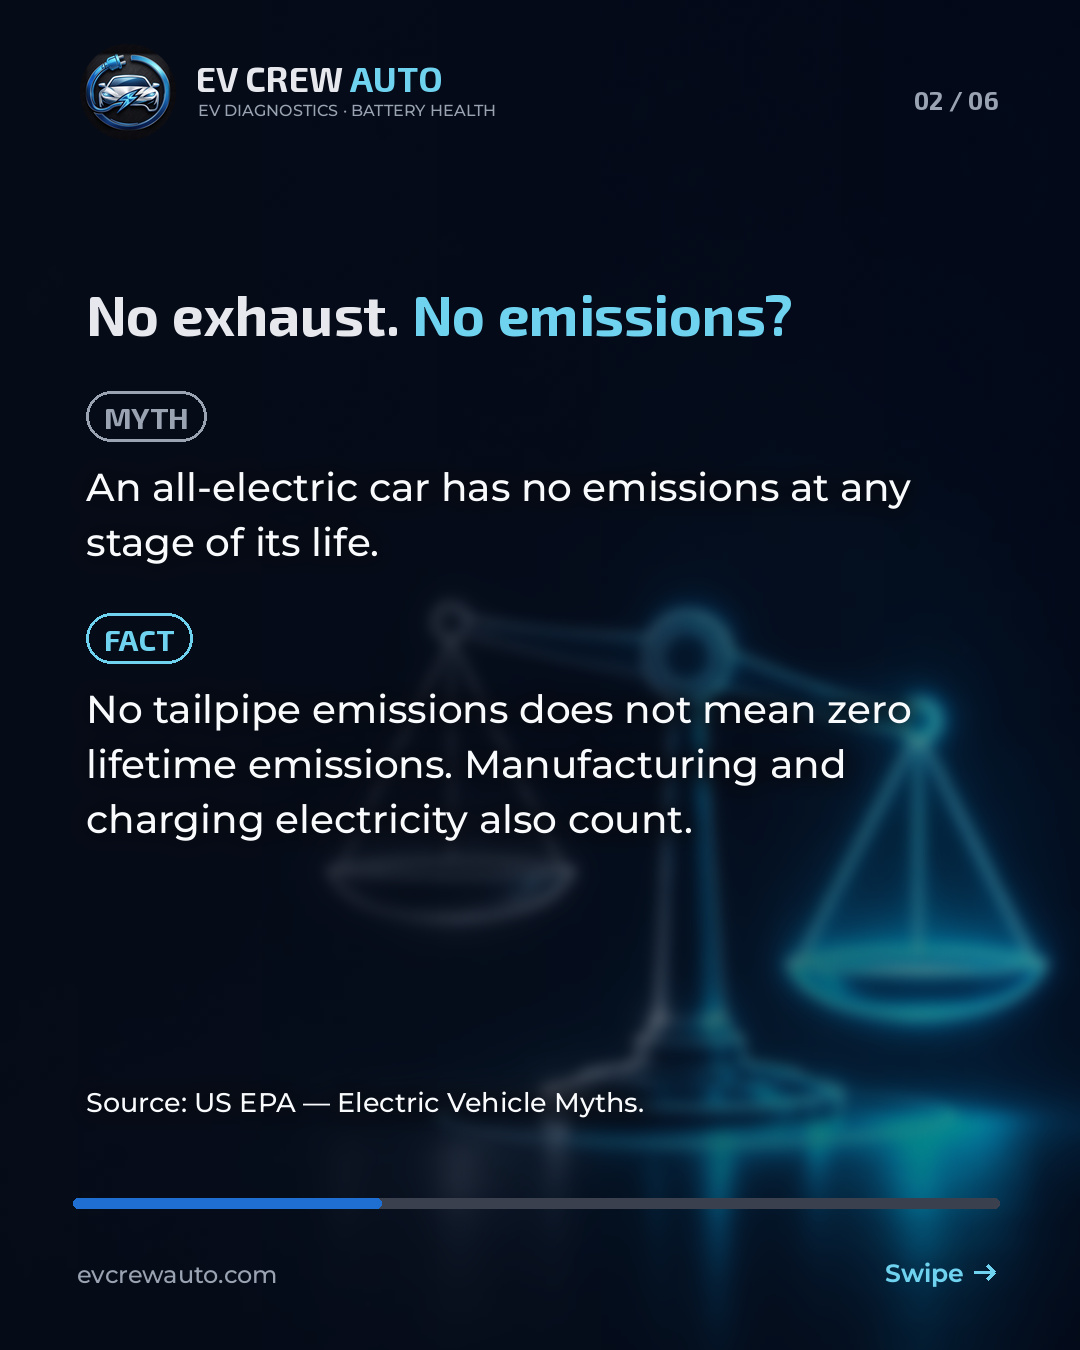 EV CREW AUTO
EV DIAGNOSTICS · BATTERY HEALTH
02 / 06
No exhaust. No emissions?
MYTH
An all-electric car has no emissions at any
stage of its life.
FACT
No tailpipe emissions does not mean zero
lifetime emissions. Manufacturing and
charging electricity also count.
Source: US EPA — Electric Vehicle Myths.
evcrewauto.com
Swipe →